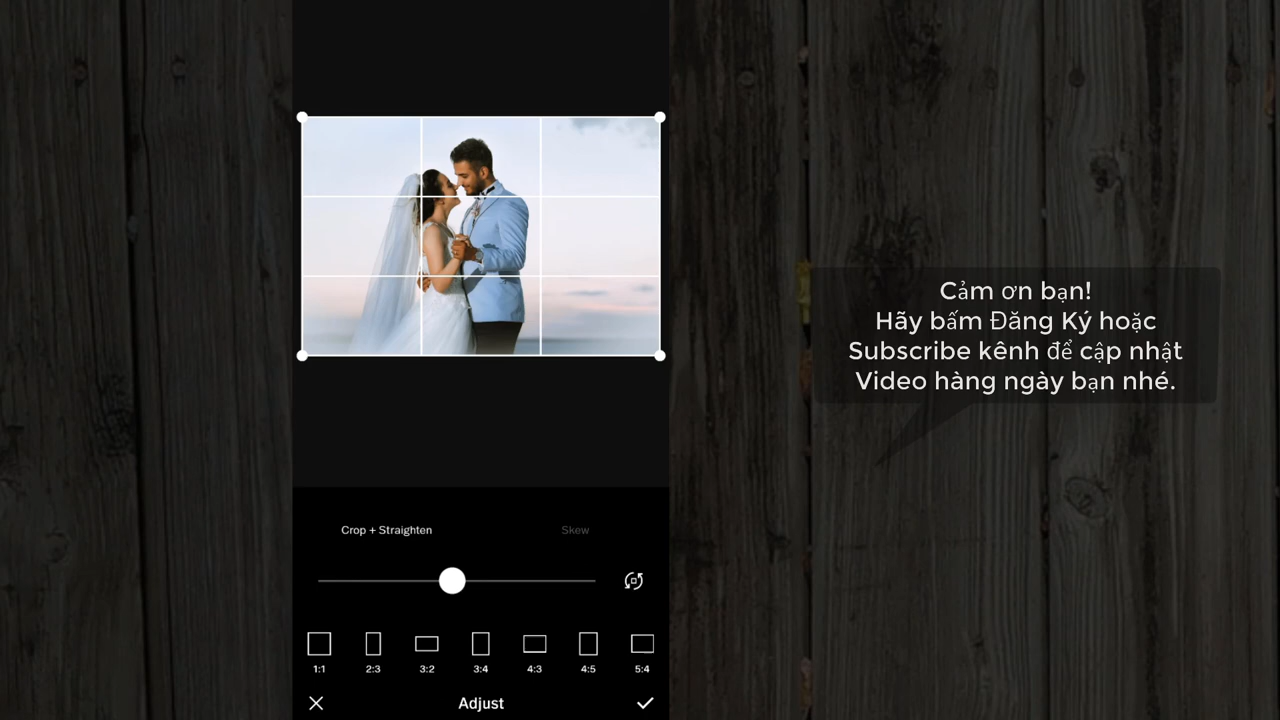 Cảm ơn bạn!
Hãy bấm Đăng Ký hoặc
Subscribe kênh để cập nhật
Video hàng ngày bạn nhé.
Crop + Straighten
Skew
1:1
2:3
3:2
3:4
4:3
4:5
5:4
Adjust